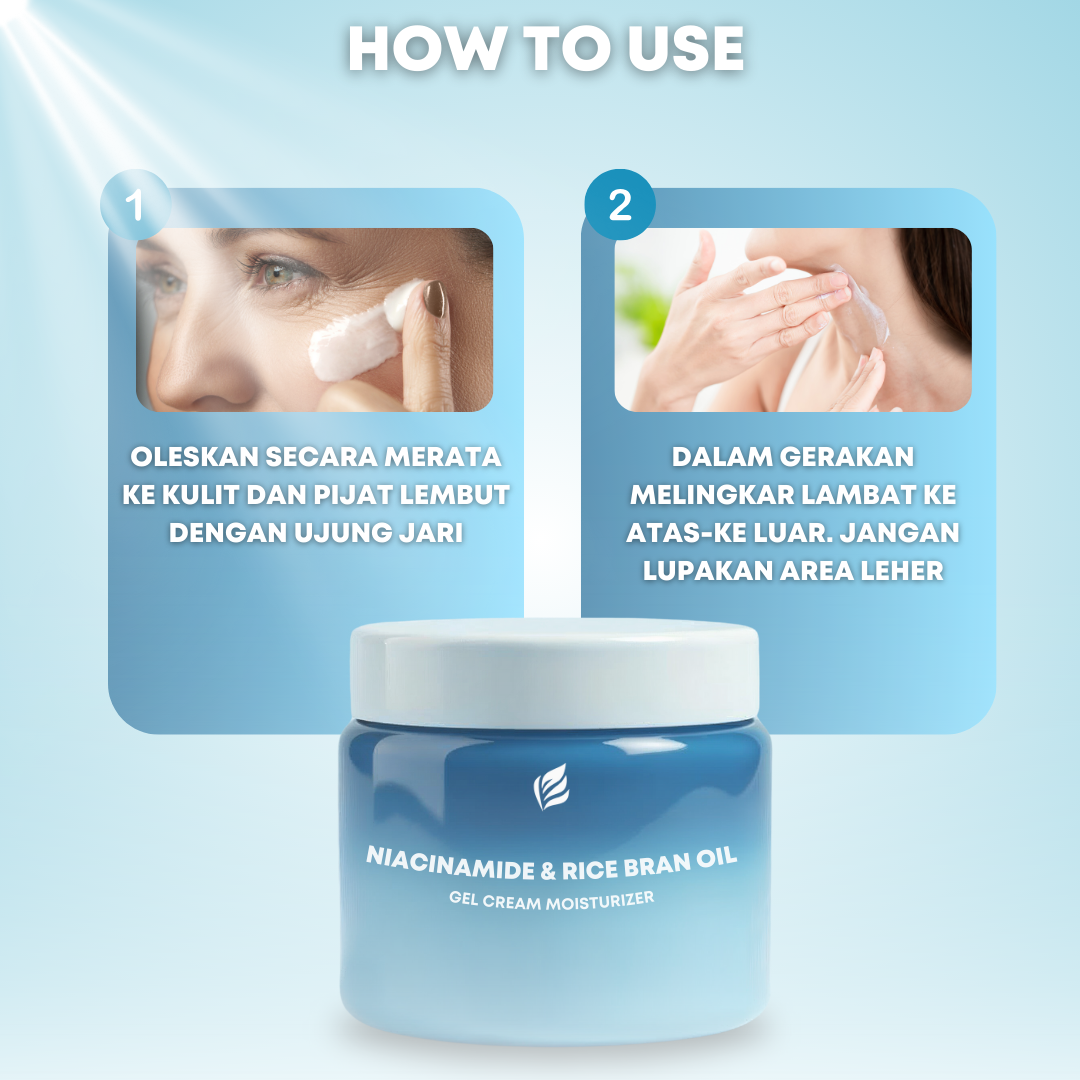 HOW TO USE
1
OLESKAN SECARA MERATA
KE KULIT DAN PIJAT LEMBUT
DENGAN UJUNG JARI
2
DALAM GERAKAN
MELINGKAR LAMBAT KE
ATAS-KE LUAR. JANGAN
LUPAKAN AREA LEHER
NIACINAMIDE & RICE BRAN OIL
GEL CREAM MOISTURIZER